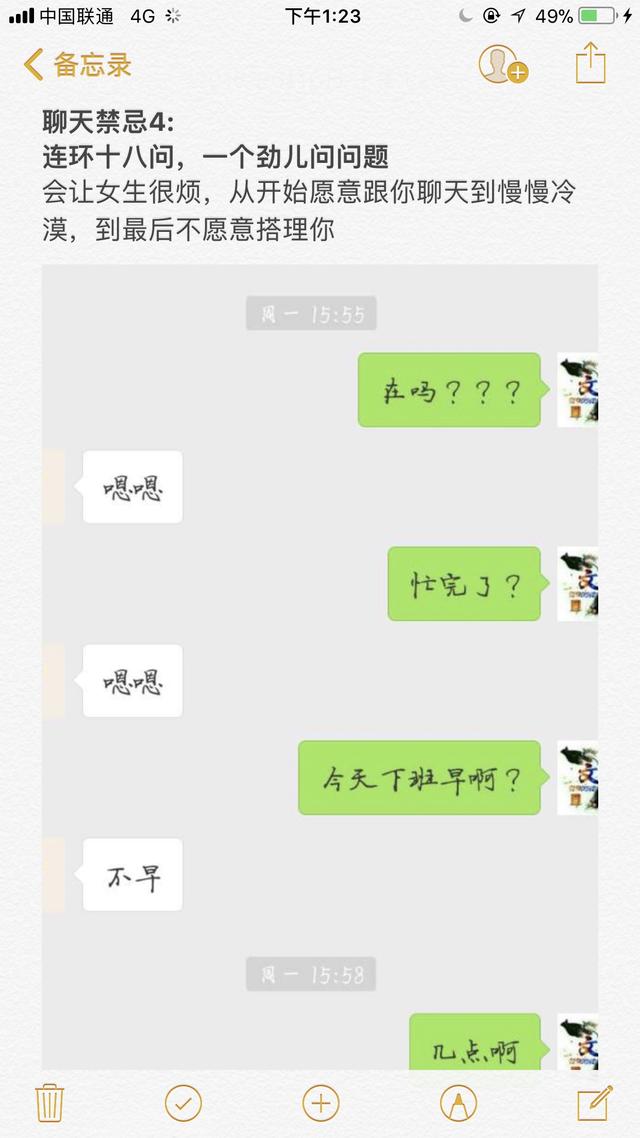 中国联通 4G 下午1:23 49%
备忘录
聊天禁忌4:
连环十八问，一个劲儿问问题
会让女生很烦，从开始愿意跟你聊天到慢慢冷
漠，到最后不愿意搭理你
周一 15:55
在吗？？？
嗯嗯
忙完了？
嗯嗯
今天下班早啊？
不早
周一 15:58
几点啊